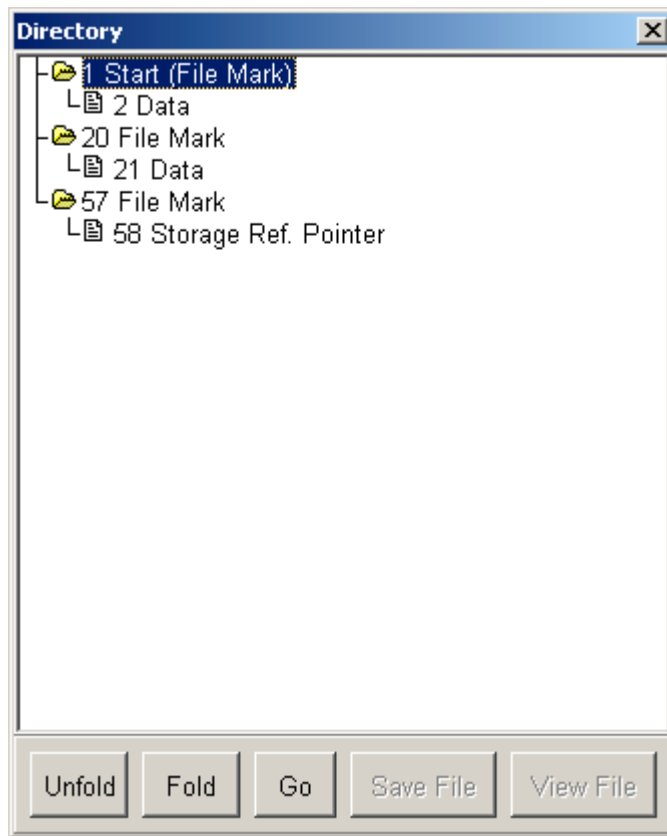 Directory
1 Start (File Mark)
2 Data
20 File Mark
21 Data
57 File Mark
58 Storage Ref. Pointer
Unfold Fold Go Save File View File